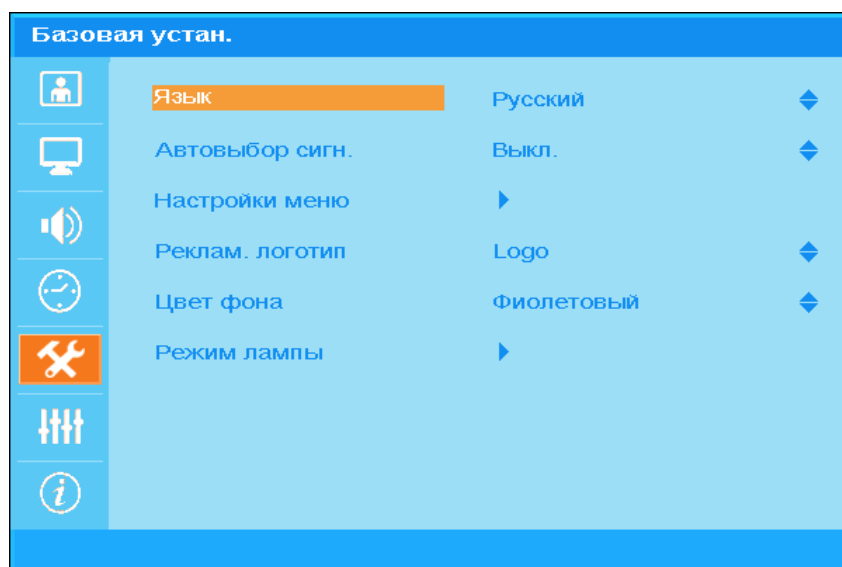 Базовая устан.
Язык Русский
Автовыбор сигн. Выкл.
Настройки меню
Реклам. логотип Logo
Цвет фона Фиолетовый
Режим лампы